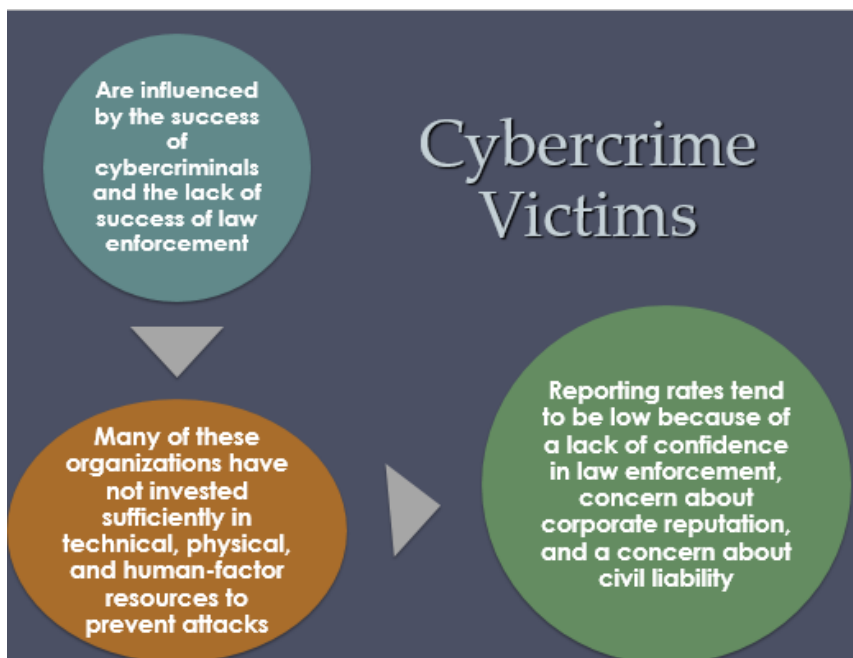 Cybercrime
Victims
Are influenced
by the success
of
cybercriminals
and the lack of
success of law
enforcement
Many of these
organizations have
not invested
sufficiently in
technical, physical,
and human-factor
resources to
prevent attacks
Reporting rates tend
to be low because of
a lack of confidence
in law enforcement,
concern about
corporate reputation,
and a concern about
civil liability